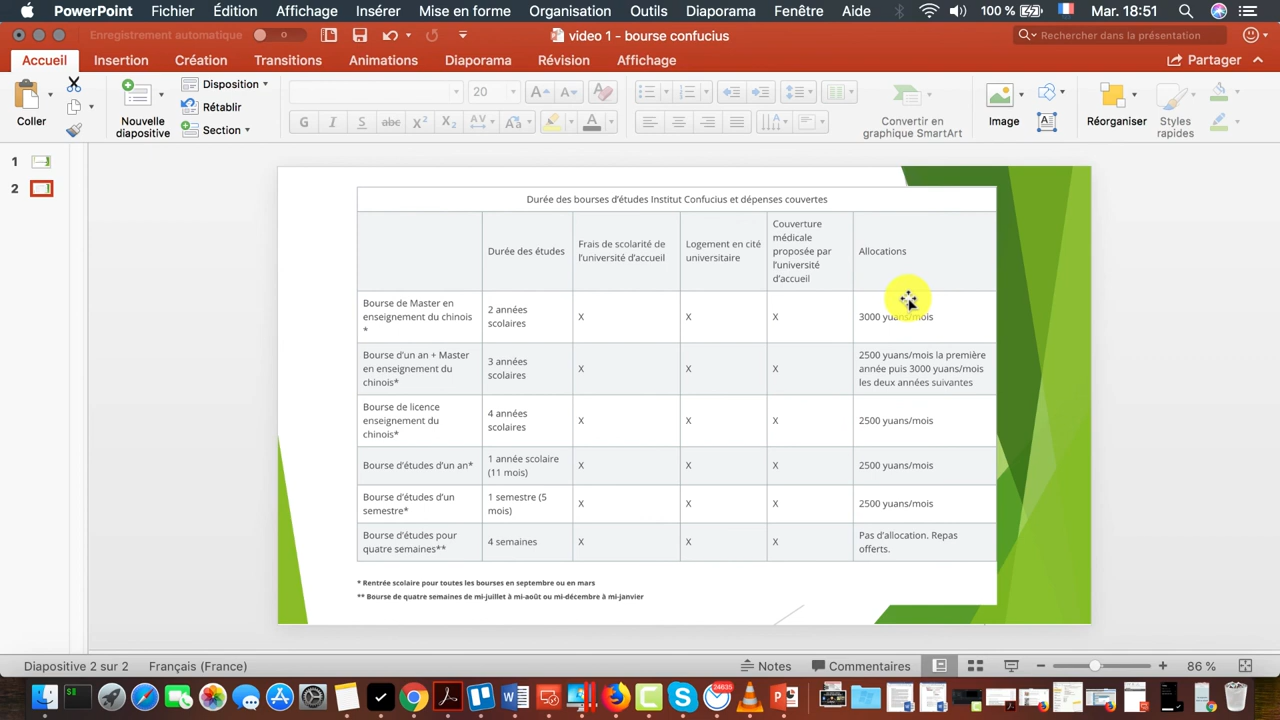 PowerPoint Fichier Édition Affichage Insérer Mise en forme Organisation Outils Diaporama Fenêtre Aide 100 % Mar. 18:51
Enregistrement automatique 0 video 1 - bourse confucius Rechercher dans la présentation
Accueil Insertion Création Transitions Animations Diaporama Révision Affichage Partager
Coller
Nouvelle
diapositive
Disposition
Rétablir
Section
20
G I S abc X² X₂ AV Aa A
Convertir en
graphique SmartArt
Image
Réorganiser
Styles
rapides
1
2
Durée des bourses d'études Institut Confucius et dépenses couvertes
Durée des études
Frais de scolarité de
l'université d'accueil
Logement en cité
universitaire
Couverture
médicale
proposée par
l'université
d'accueil
Allocations
Bourse de Master en
enseignement du chinois
*
2 années
scolaires
X
X
X
3000 yuans/mois
Bourse d'un an + Master
en enseignement du
chinois*
3 années
scolaires
X
X
X
2500 yuans/mois la première
année puis 3000 yuans/mois
les deux années suivantes
Bourse de licence
enseignement du
chinois*
4 années
scolaires
X
X
X
2500 yuans/mois
Bourse d'études d'un an*
1 année scolaire
(11 mois)
X
X
X
2500 yuans/mois
Bourse d'études d'un
semestre*
1 semestre (5
mois)
X
X
X
2500 yuans/mois
Bourse d'études pour
quatre semaines**
4 semaines
X
X
X
Pas d'allocation. Repas
offerts.
* Rentrée scolaire pour toutes les bourses en septembre ou en mars
** Bourse de quatre semaines de mi-juillet à mi-août ou mi-décembre à mi-janvier
Diapositive 2 sur 2 Français (France) Notes Commentaires 86 %